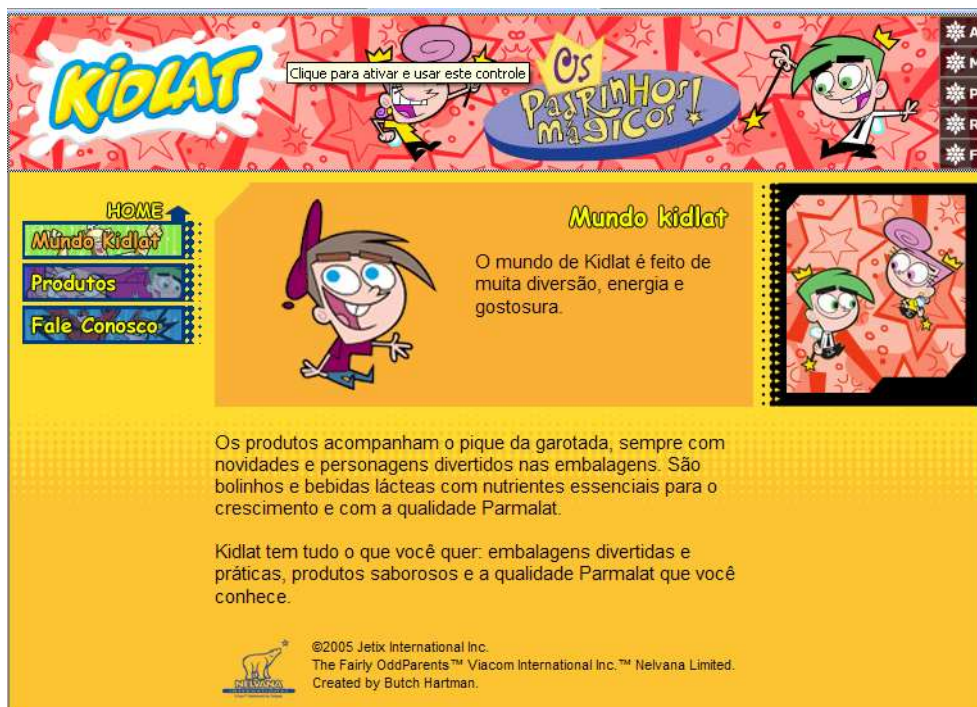 KiDLAT
Clique para ativar e usar este controle
Os
PADRINHOS
MÁGICOS!
A
M
P
R
F
HOME
Mundo Kidlat
Produtos
Fale Conosco
Mundo kidlat
O mundo de Kidlat é feito de
muita diversão, energia e
gostosura.
Os produtos acompanham o pique da garotada, sempre com
novidades e personagens divertidos nas embalagens. São
bolinhos e bebidas lácteas com nutrientes essenciais para o
crescimento e com a qualidade Parmalat.
Kidlat tem tudo o que você quer: embalagens divertidas e
práticas, produtos saborosos e a qualidade Parmalat que você
conhece.
©2005 Jetix International Inc.
The Fairly OddParents™ Viacom International Inc.™ Nelvana Limited.
Created by Butch Hartman.
NELVANA
INTERNATIONAL